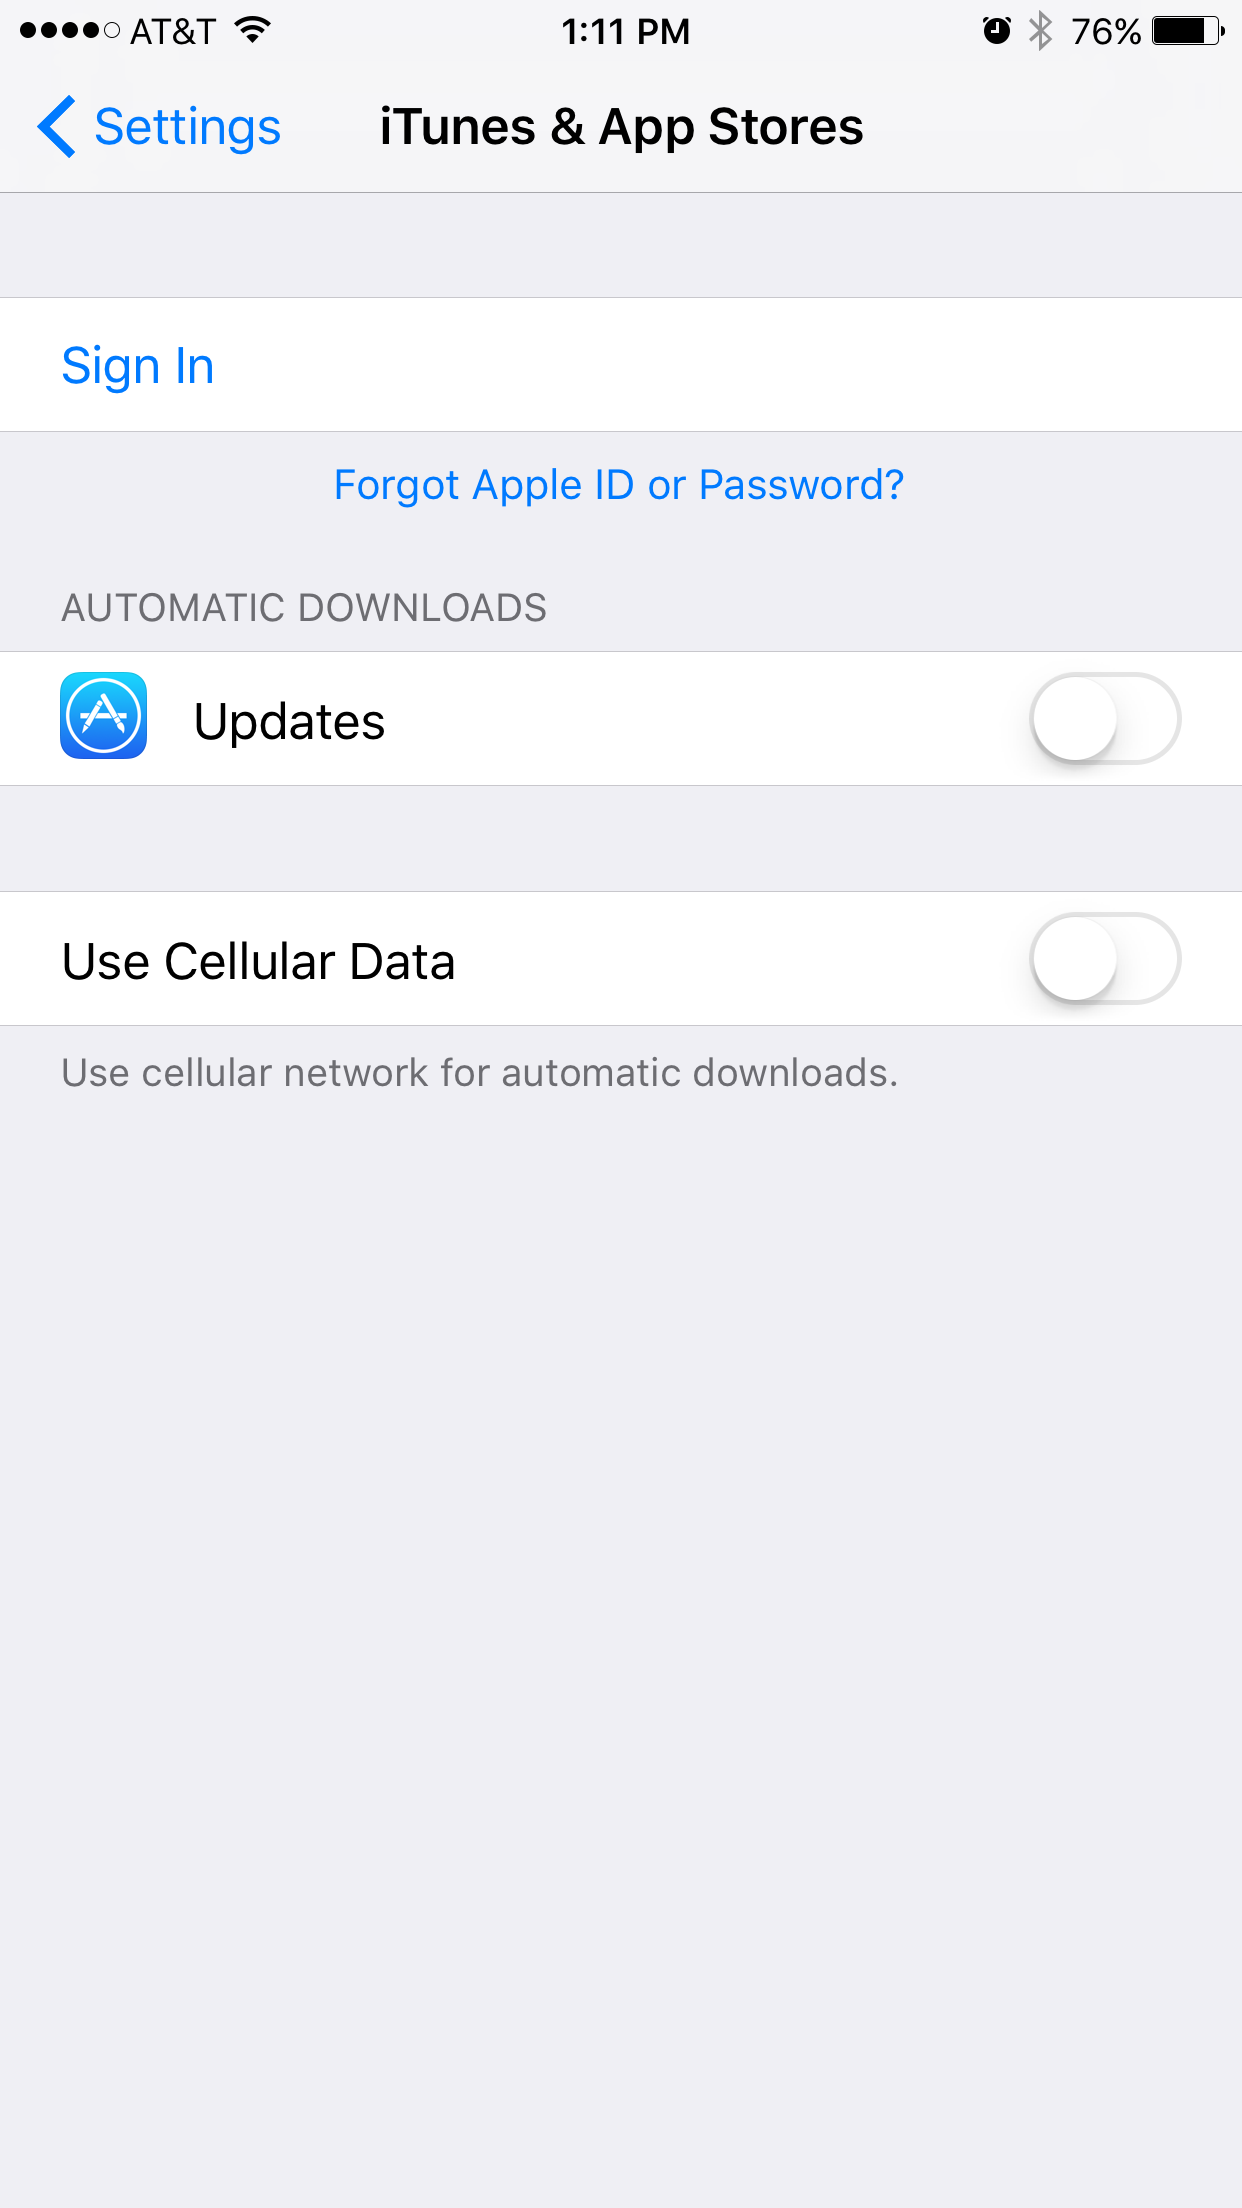 AT&T 1:11 PM 76%
Settings iTunes & App Stores
Sign In
Forgot Apple ID or Password?
AUTOMATIC DOWNLOADS
Updates
Use Cellular Data
Use cellular network for automatic downloads.